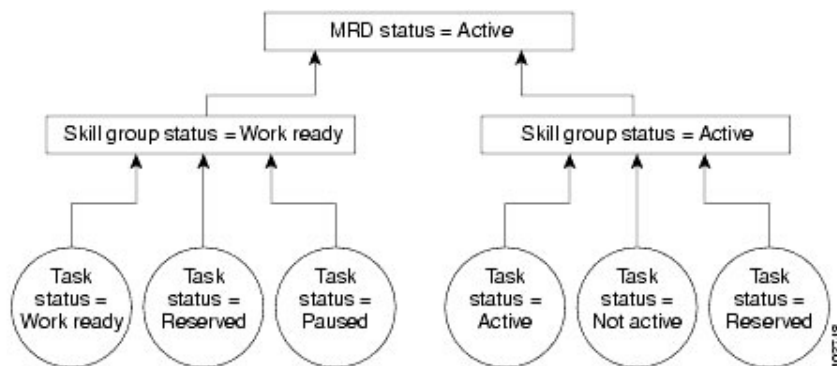 MRD status = Active
Skill group status = Work ready
Skill group status = Active
Task
status =
Work ready
Task
status =
Reserved
Task
status =
Paused
Task
status =
Active
Task
status =
Not active
Task
status =
Reserved